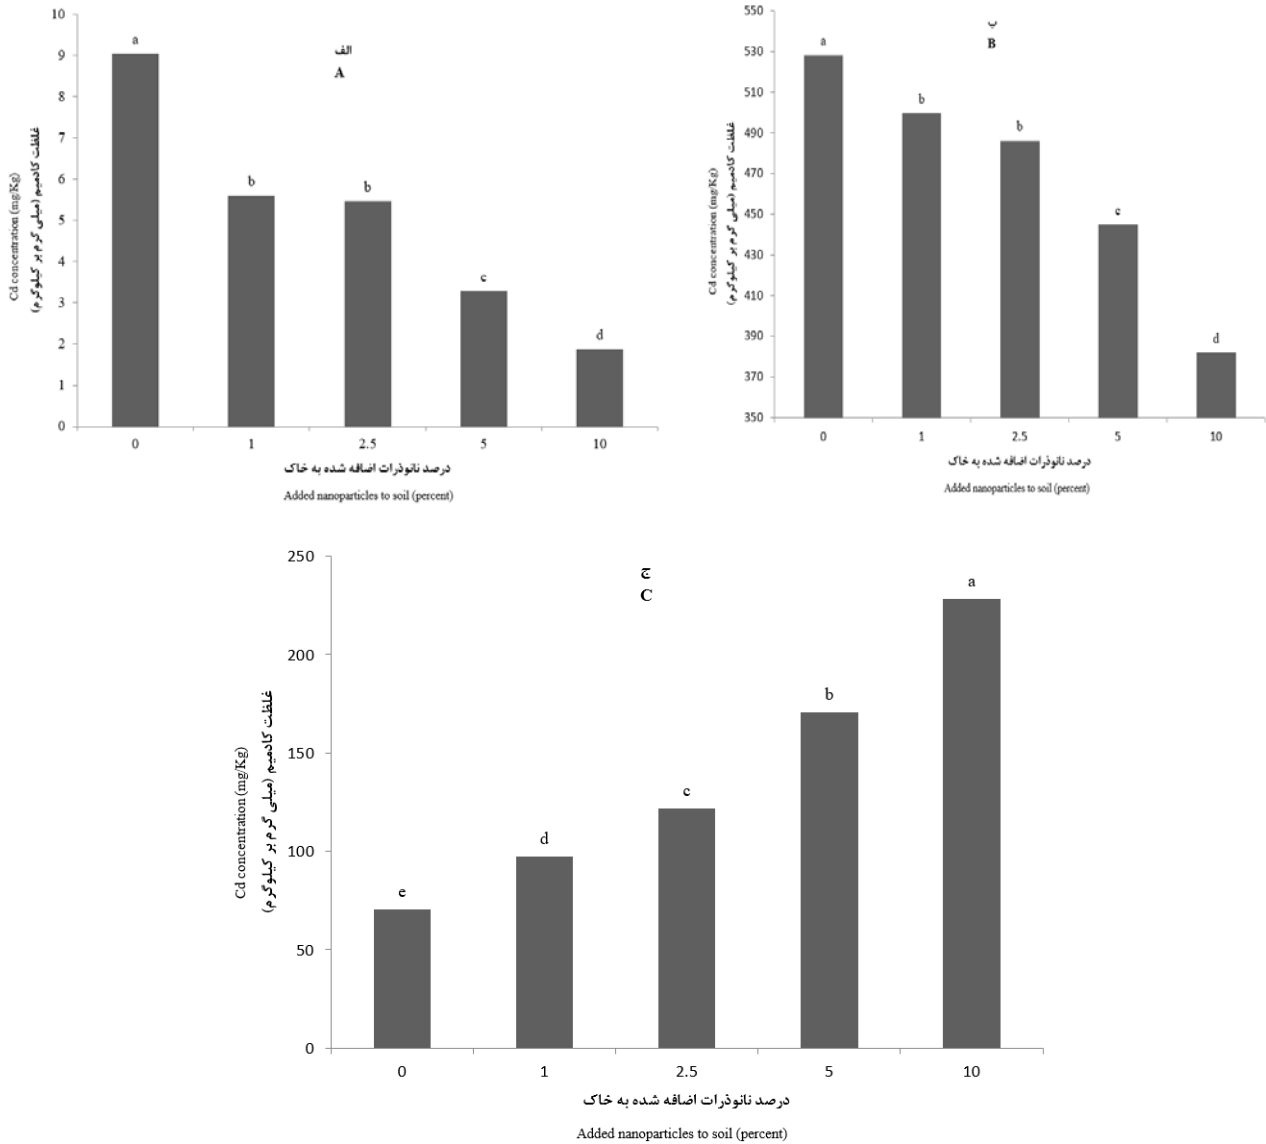 الف
A
Cd concentration (mg/Kg)
غلظت کادمیم (میلی گرم بر کیلوگرم)
10
9
8
7
6
5
4
3
2
1
0
a
b
b
c
d
0 1 2.5 5 10
درصد نانوذرات اضافه شده به خاک
Added nanoparticles to soil (percent)
ب
B
Cd concentration (mg/Kg)
غلظت کادمیم (میلی گرم بر کیلوگرم)
550
530
510
490
470
450
430
410
390
370
350
a
b
b
c
d
0 1 2.5 5 10
درصد نانوذرات اضافه شده به خاک
Added nanoparticles to soil (percent)
ج
C
Cd concentration (mg/Kg)
غلظت کادمیم (میلی گرم بر کیلوگرم)
250
200
150
100
50
0
e
d
c
b
a
0 1 2.5 5 10
درصد نانوذرات اضافه شده به خاک
Added nanoparticles to soil (percent)